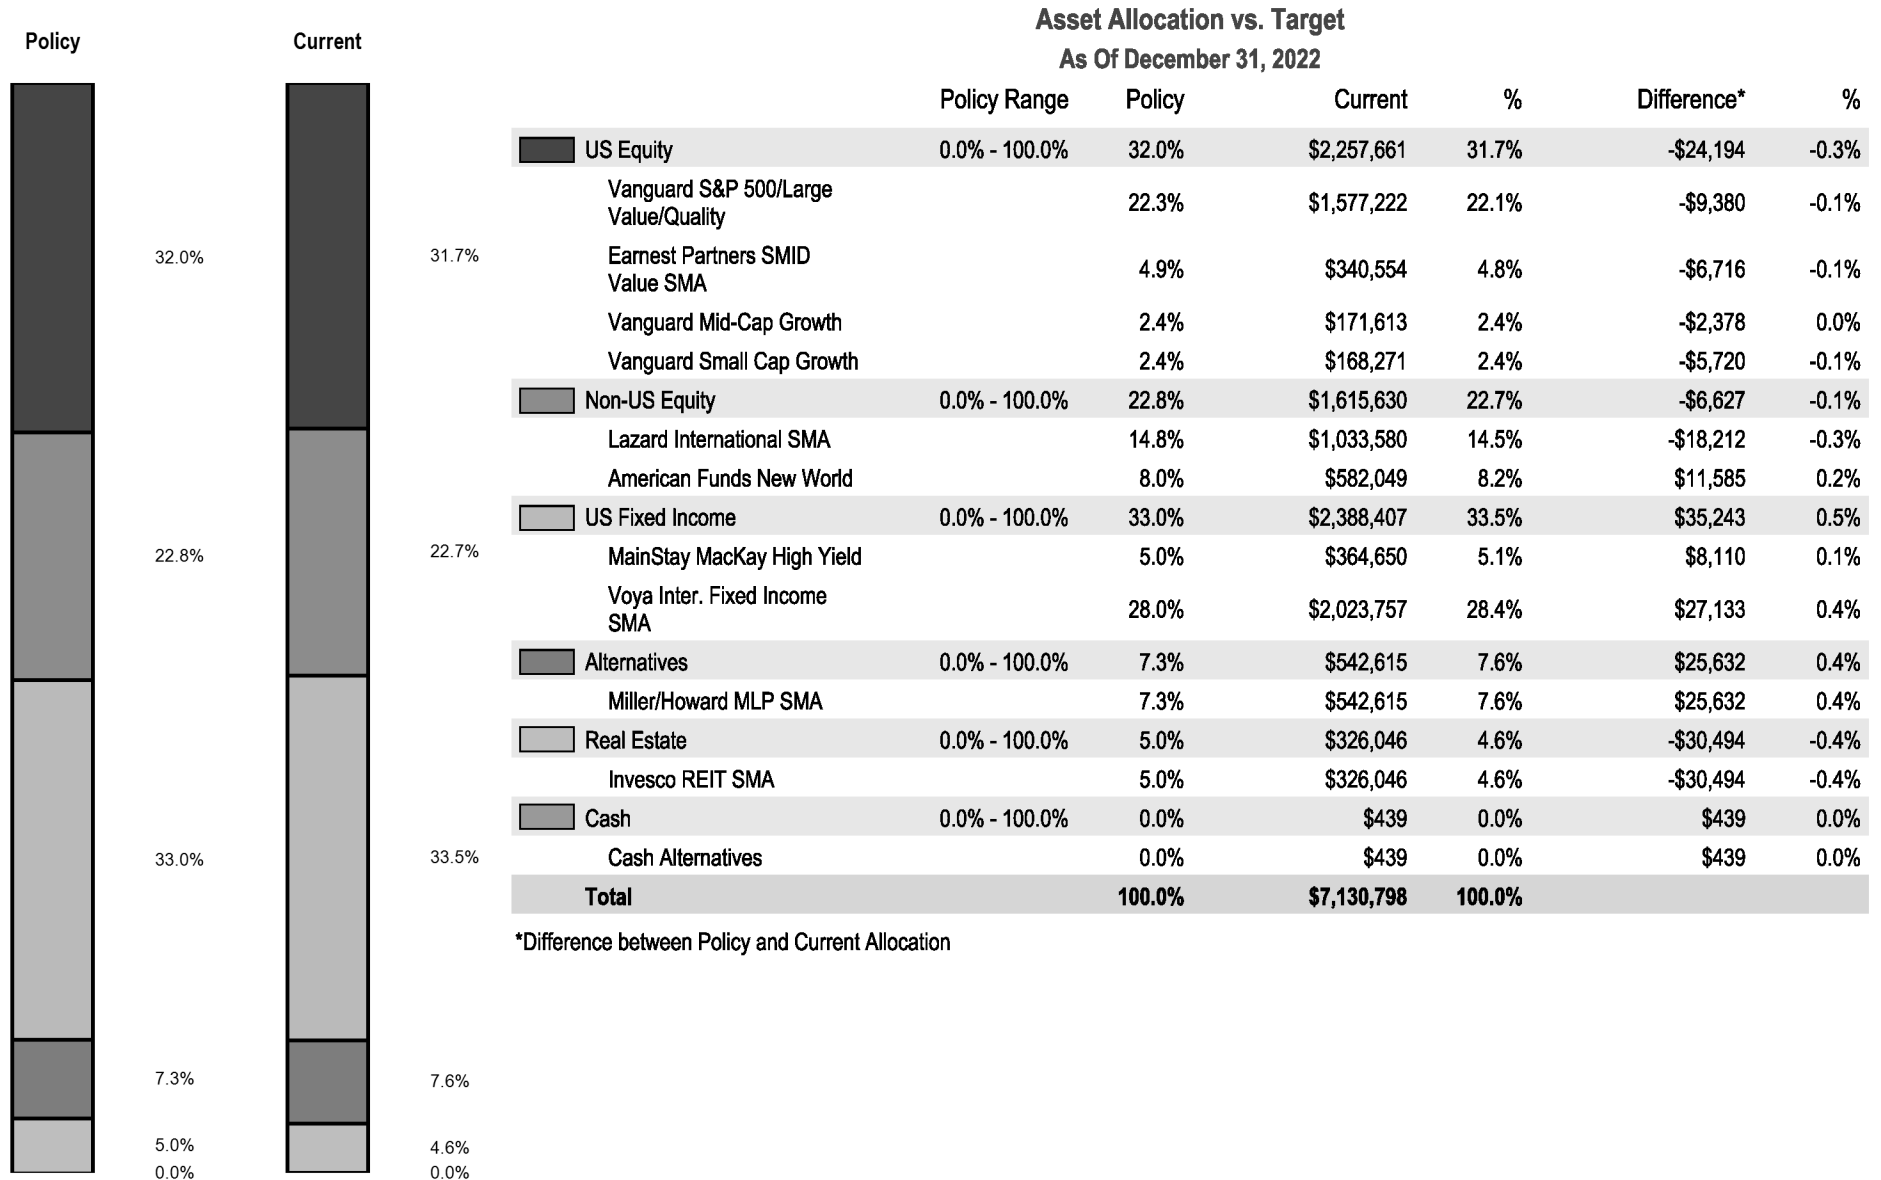 Asset Allocation vs. Target
As Of December 31, 2022
Policy
Current
32.0%
22.8%
33.0%
7.3%
5.0%
0.0%
31.7%
22.7%
33.5%
7.6%
4.6%
0.0%
Policy Range Policy Current % Difference* %
US Equity 0.0% - 100.0% 32.0% $2,257,661 31.7% -$24,194 -0.3%
Vanguard S&P 500/Large
Value/Quality 22.3% $1,577,222 22.1% -$9,380 -0.1%
Earnest Partners SMID
Value SMA 4.9% $340,554 4.8% -$6,716 -0.1%
Vanguard Mid-Cap Growth 2.4% $171,613 2.4% -$2,378 0.0%
Vanguard Small Cap Growth 2.4% $168,271 2.4% -$5,720 -0.1%
Non-US Equity 0.0% - 100.0% 22.8% $1,615,630 22.7% -$6,627 -0.1%
Lazard International SMA 14.8% $1,033,580 14.5% -$18,212 -0.3%
American Funds New World 8.0% $582,049 8.2% $11,585 0.2%
US Fixed Income 0.0% - 100.0% 33.0% $2,388,407 33.5% $35,243 0.5%
MainStay MacKay High Yield 5.0% $364,650 5.1% $8,110 0.1%
Voya Inter. Fixed Income
SMA 28.0% $2,023,757 28.4% $27,133 0.4%
Alternatives 0.0% - 100.0% 7.3% $542,615 7.6% $25,632 0.4%
Miller/Howard MLP SMA 7.3% $542,615 7.6% $25,632 0.4%
Real Estate 0.0% - 100.0% 5.0% $326,046 4.6% -$30,494 -0.4%
Invesco REIT SMA 5.0% $326,046 4.6% -$30,494 -0.4%
Cash 0.0% - 100.0% 0.0% $439 0.0% $439 0.0%
Cash Alternatives 0.0% $439 0.0% $439 0.0%
Total 100.0% $7,130,798 100.0%
*Difference between Policy and Current Allocation